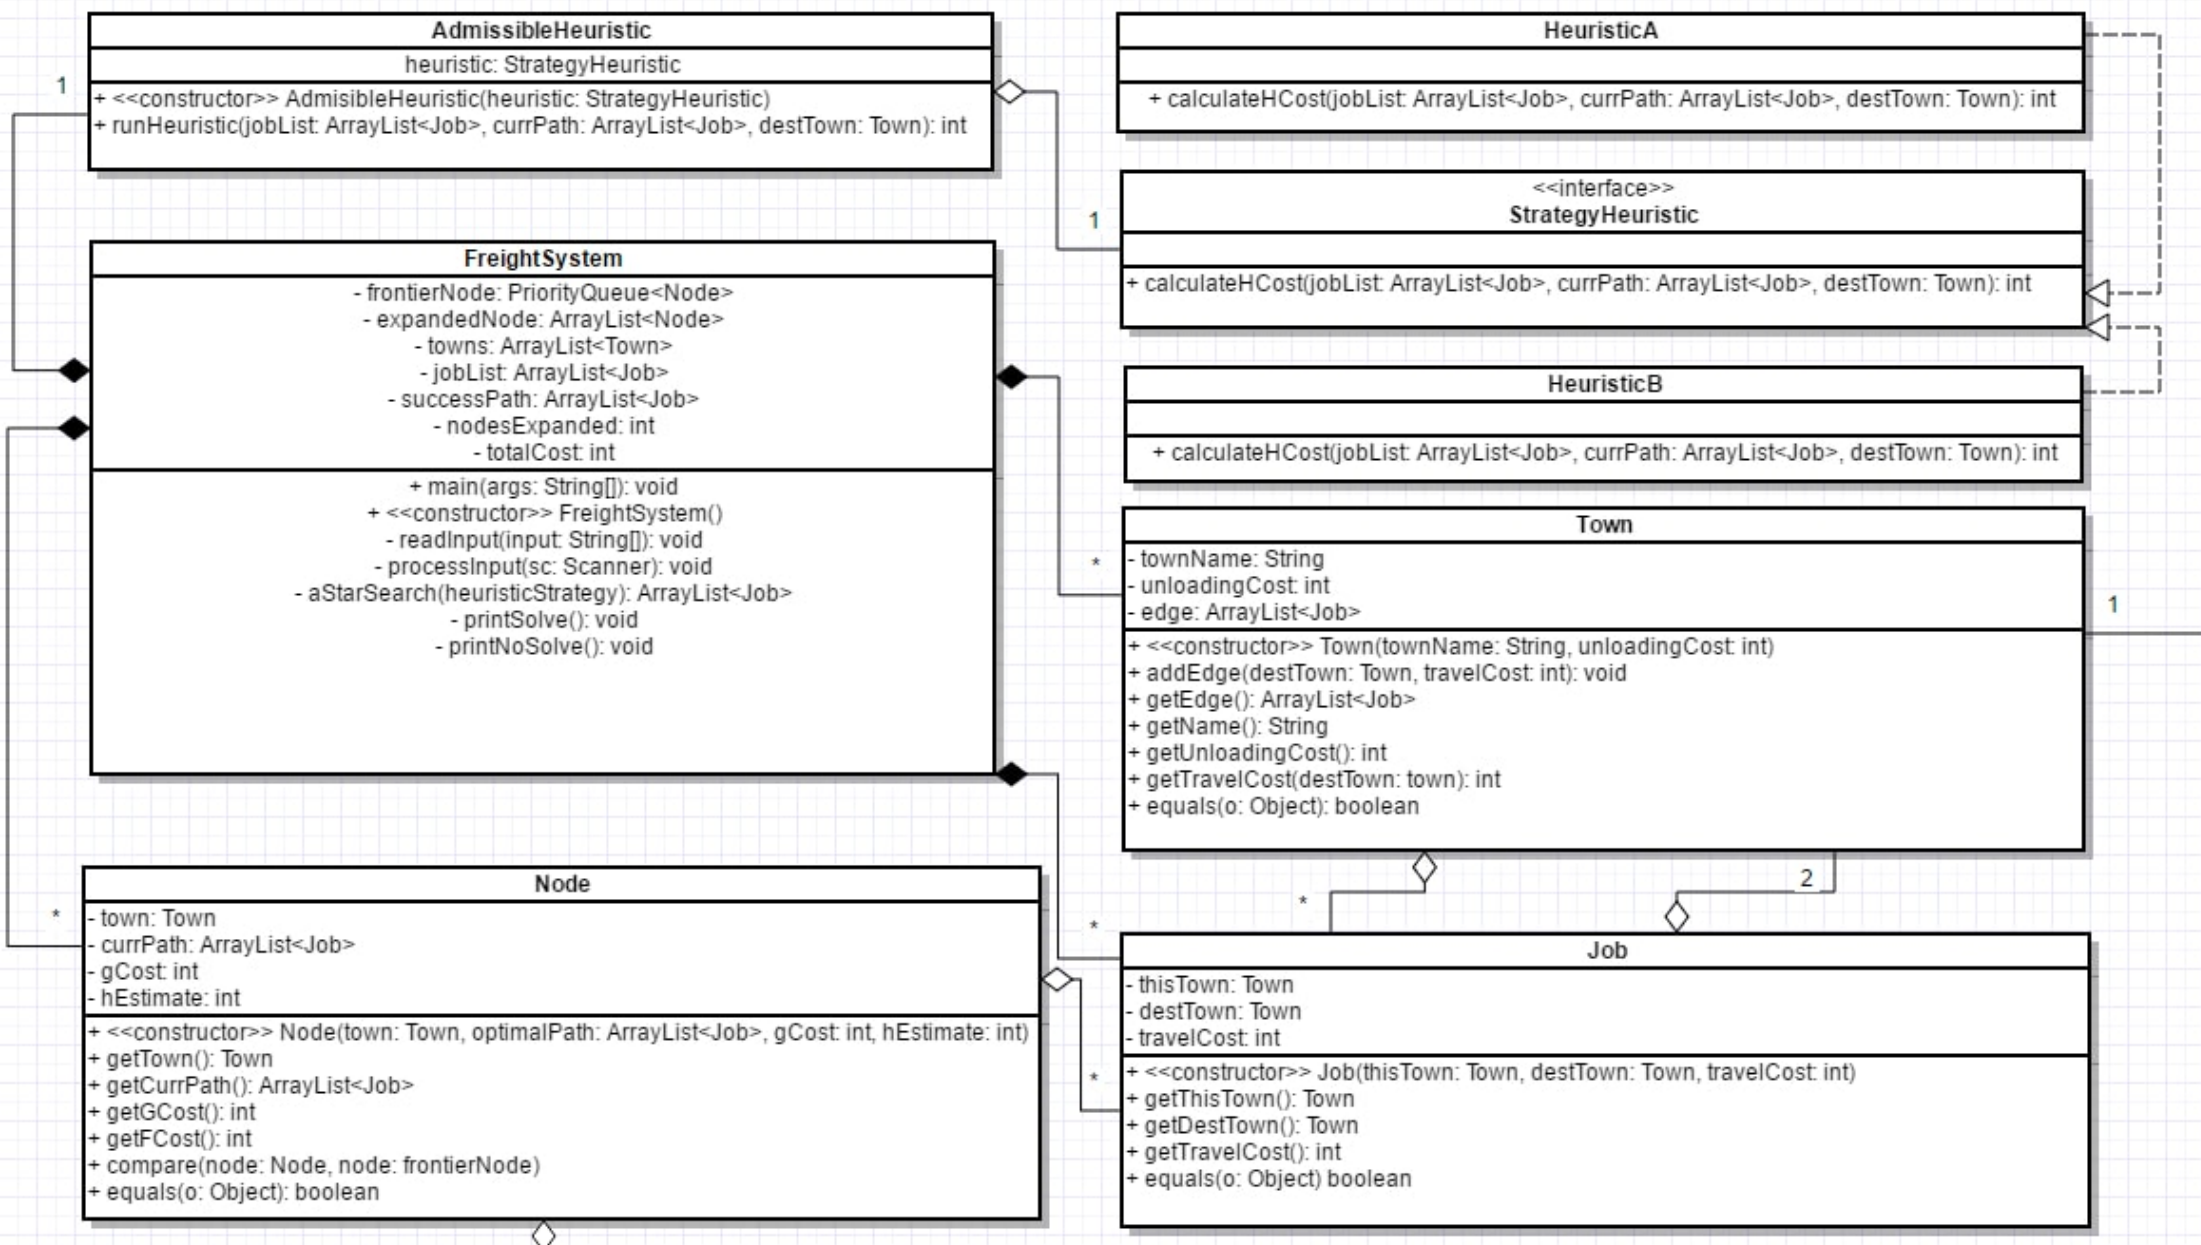 AdmissibleHeuristic
heuristic: StrategyHeuristic
+ <<constructor>> AdmisibleHeuristic(heuristic: StrategyHeuristic)
+ runHeuristic(jobList: ArrayList<Job>, currPath: ArrayList<Job>, destTown: Town): int
1
1
HeuristicA
+ calculateHCost(jobList: ArrayList<Job>, currPath: ArrayList<Job>, destTown: Town): int
<<interface>>
StrategyHeuristic
+ calculateHCost(jobList: ArrayList<Job>, currPath: ArrayList<Job>, destTown: Town): int
HeuristicB
+ calculateHCost(jobList: ArrayList<Job>, currPath: ArrayList<Job>, destTown: Town): int
FreightSystem
- frontierNode: PriorityQueue<Node>
- expandedNode: ArrayList<Node>
- towns: ArrayList<Town>
- jobList: ArrayList<Job>
- successPath: ArrayList<Job>
- nodesExpanded: int
- totalCost: int
+ main(args: String[]): void
+ <<constructor>> FreightSystem()
- readInput(input: String[]): void
- processInput(sc: Scanner): void
- aStarSearch(heuristicStrategy): ArrayList<Job>
- printSolve(): void
- printNoSolve(): void
*
Town
- townName: String
- unloadingCost: int
- edge: ArrayList<Job>
+ <<constructor>> Town(townName: String, unloadingCost: int)
+ addEdge(destTown: Town, travelCost: int): void
+ getEdge(): ArrayList<Job>
+ getName(): String
+ getUnloadingCost(): int
+ getTravelCost(destTown: town): int
+ equals(o: Object): boolean
1
*
2
*
Node
- town: Town
- currPath: ArrayList<Job>
- gCost: int
- hEstimate: int
+ <<constructor>> Node(town: Town, optimalPath: ArrayList<Job>, gCost: int, hEstimate: int)
+ getTown(): Town
+ getCurrPath(): ArrayList<Job>
+ getGCost(): int
+ getFCost(): int
+ compare(node: Node, node: frontierNode)
+ equals(o: Object): boolean
*
*
Job
- thisTown: Town
- destTown: Town
- travelCost: int
+ <<constructor>> Job(thisTown: Town, destTown: Town, travelCost: int)
+ getThisTown(): Town
+ getDestTown(): Town
+ getTravelCost(): int
+ equals(o: Object) boolean